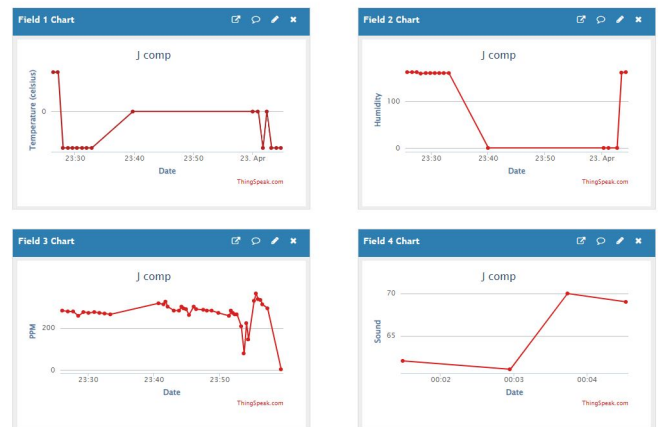 Field 1 Chart
J comp
Temperature (celsius)
0
23:30
23:40
23:50
23. Apr
Date
ThingSpeak.com
Field 2 Chart
J comp
Humidity
100
0
23:30
23:40
23:50
23. Apr
Date
ThingSpeak.com
Field 3 Chart
J comp
PPM
200
0
23:30
23:40
23:50
Date
ThingSpeak.com
Field 4 Chart
J comp
Sound
70
65
00:02
00:03
00:04
Date
ThingSpeak.com